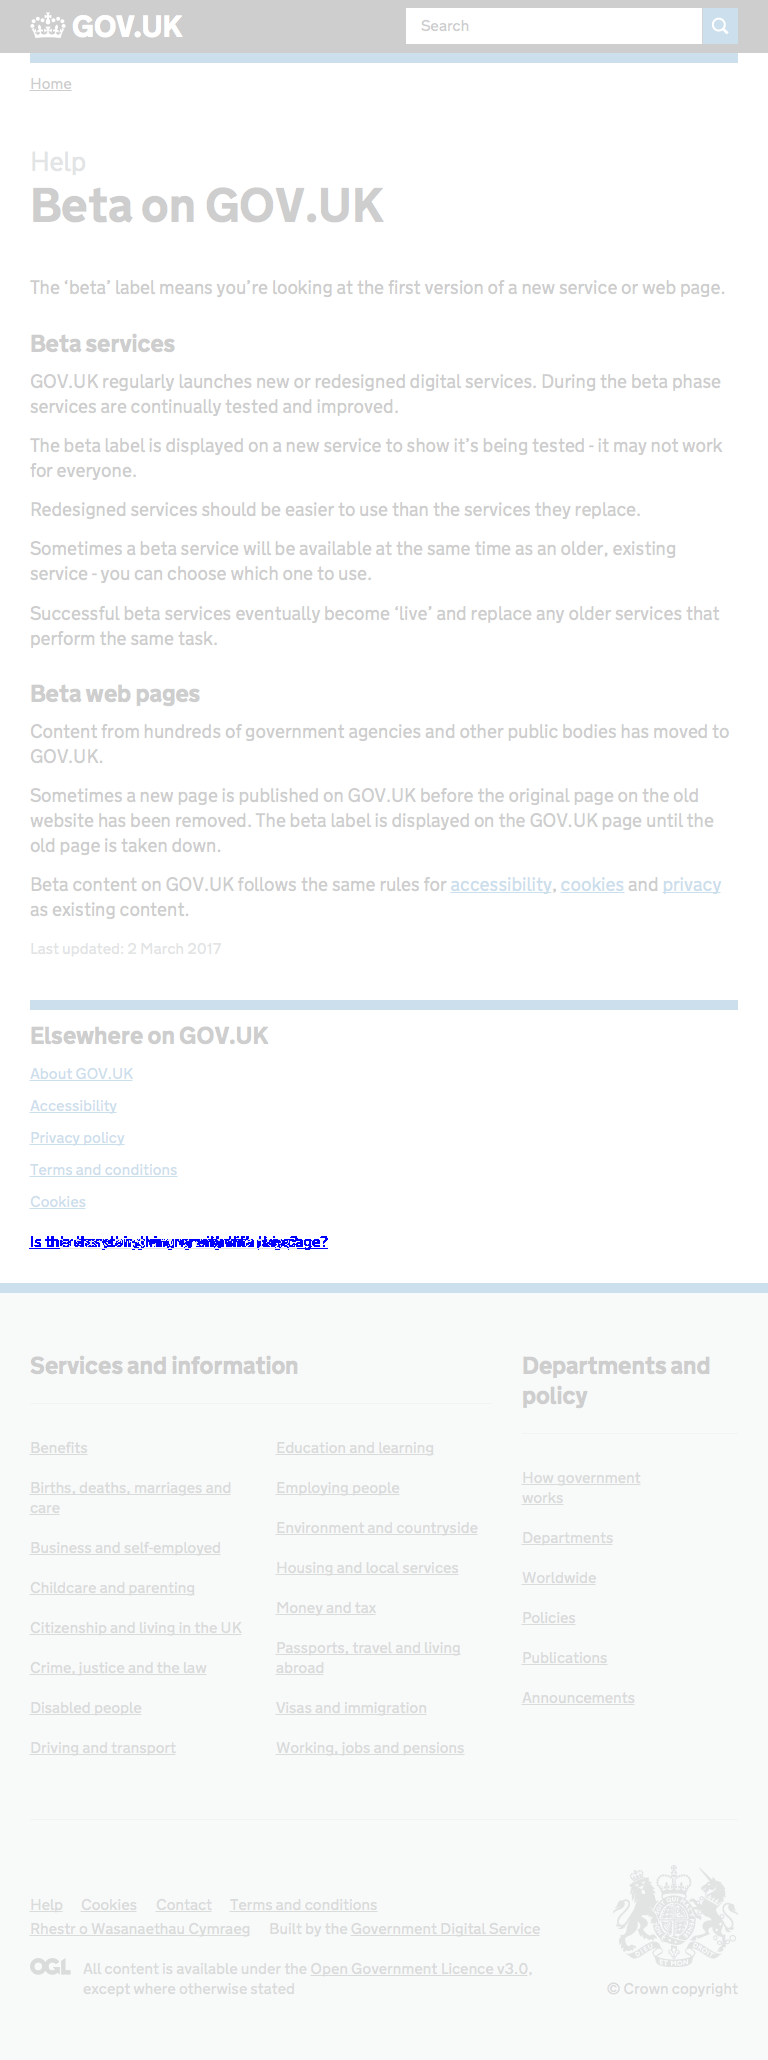 GOV.UK
Search
Home
Help
Beta on GOV.UK
The ‘beta’ label means you’re looking at the first version of a new service or web page.
Beta services
GOV.UK regularly launches new or redesigned digital services. During the beta phase
services are continually tested and improved.
The beta label is displayed on a new service to show it’s being tested - it may not work
for everyone.
Redesigned services should be easier to use than the services they replace.
Sometimes a beta service will be available at the same time as an older, existing
service - you can choose which one to use.
Successful beta services eventually become ‘live’ and replace any older services that
perform the same task.
Beta web pages
Content from hundreds of government agencies and other public bodies has moved to
GOV.UK.
Sometimes a new page is published on GOV.UK before the original page on the old
website has been removed. The beta label is displayed on the GOV.UK page until the
old page is taken down.
Beta content on GOV.UK follows the same rules for accessibility, cookies and privacy
as existing content.
Last updated: 2 March 2017
Elsewhere on GOV.UK
About GOV.UK
Accessibility
Privacy policy
Terms and conditions
Cookies
Services and information
Departments and
policy
Benefits
Births, deaths, marriages and
care
Business and self-employed
Childcare and parenting
Citizenship and living in the UK
Crime, justice and the law
Disabled people
Driving and transport
Education and learning
Employing people
Environment and countryside
Housing and local services
Money and tax
Passports, travel and living
abroad
Visas and immigration
Working, jobs and pensions
How government
works
Departments
Worldwide
Policies
Publications
Announcements
Help Cookies Contact Terms and conditions
Rhestr o Wasanaethau Cymraeg Built by the Government Digital Service
OGL All content is available under the Open Government Licence v3.0,
except where otherwise stated
© Crown copyright